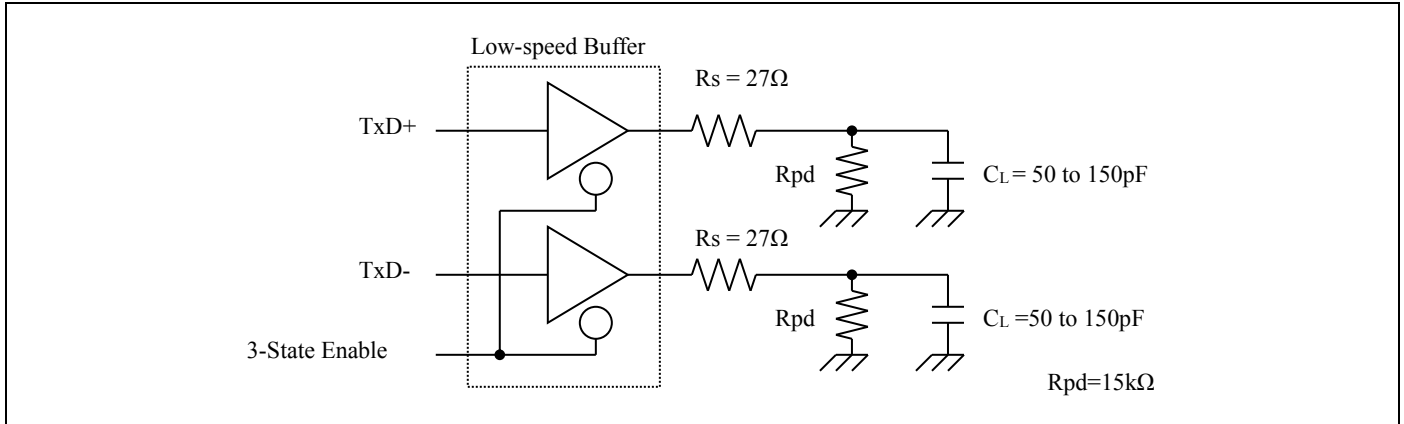 Low-speed Buffer
Rs = 27Ω
TxD+
Rpd
CL = 50 to 150pF
Rs = 27Ω
TxD-
Rpd
CL =50 to 150pF
3-State Enable
Rpd=15kΩ